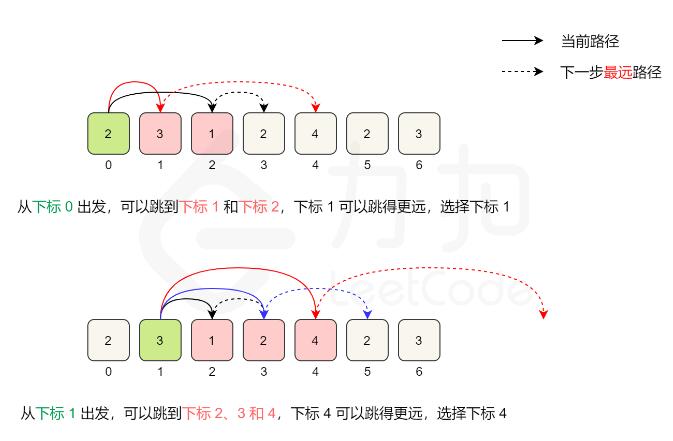 当前路径
下一步最远路径
2 3 1 2 4 2 3
0 1 2 3 4 5 6
从下标 0 出发，可以跳到下标 1 和下标 2，下标 1 可以跳得更远，选择下标 1
力扣
LeetCode
2 3 1 2 4 2 3
0 1 2 3 4 5 6
从下标 1 出发，可以跳到下标 2、3 和 4，下标 4 可以跳得更远，选择下标 4